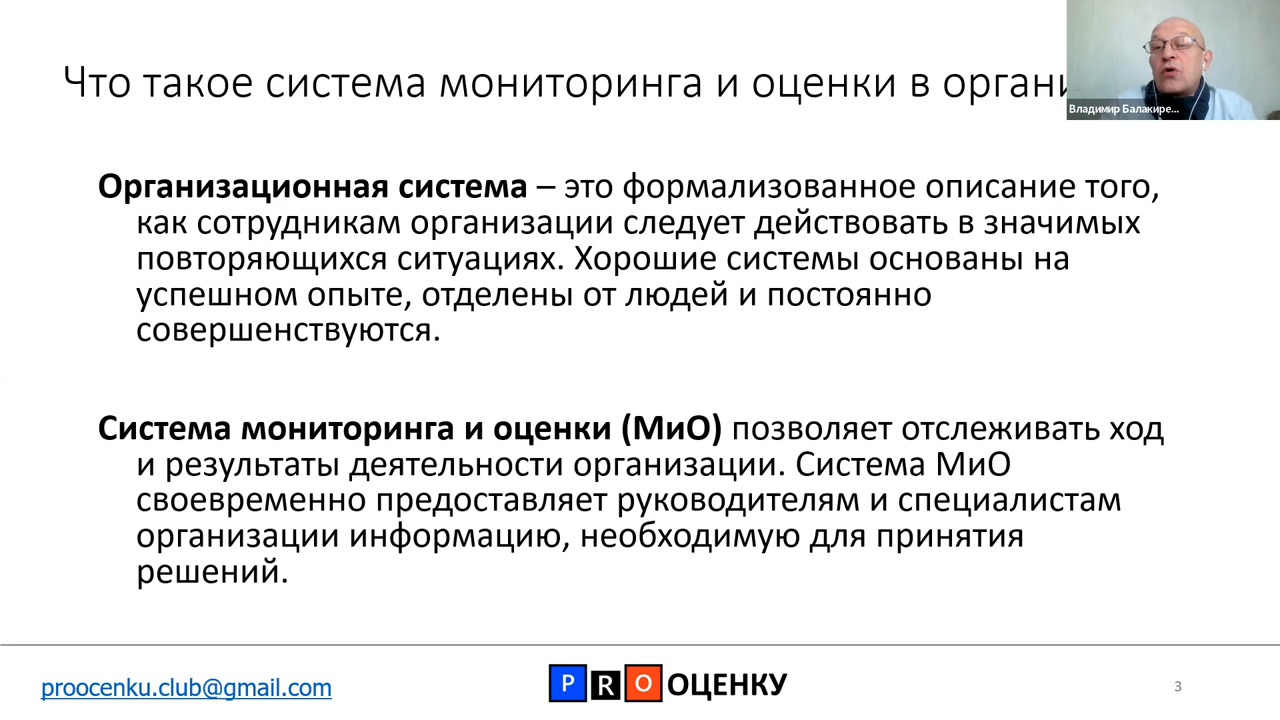 Что такое система мониторинга и оценки в органи
Владимир Балакире...
Организационная система – это формализованное описание того,
как сотрудникам организации следует действовать в значимых
повторяющихся ситуациях. Хорошие системы основаны на
успешном опыте, отделены от людей и постоянно
совершенствуются.
Система мониторинга и оценки (МиО) позволяет отслеживать ход
и результаты деятельности организации. Система МиО
своевременно предоставляет руководителям и специалистам
организации информацию, необходимую для принятия
решений.
proocenku.club@gmail.com
PRO ОЦЕНКУ
3